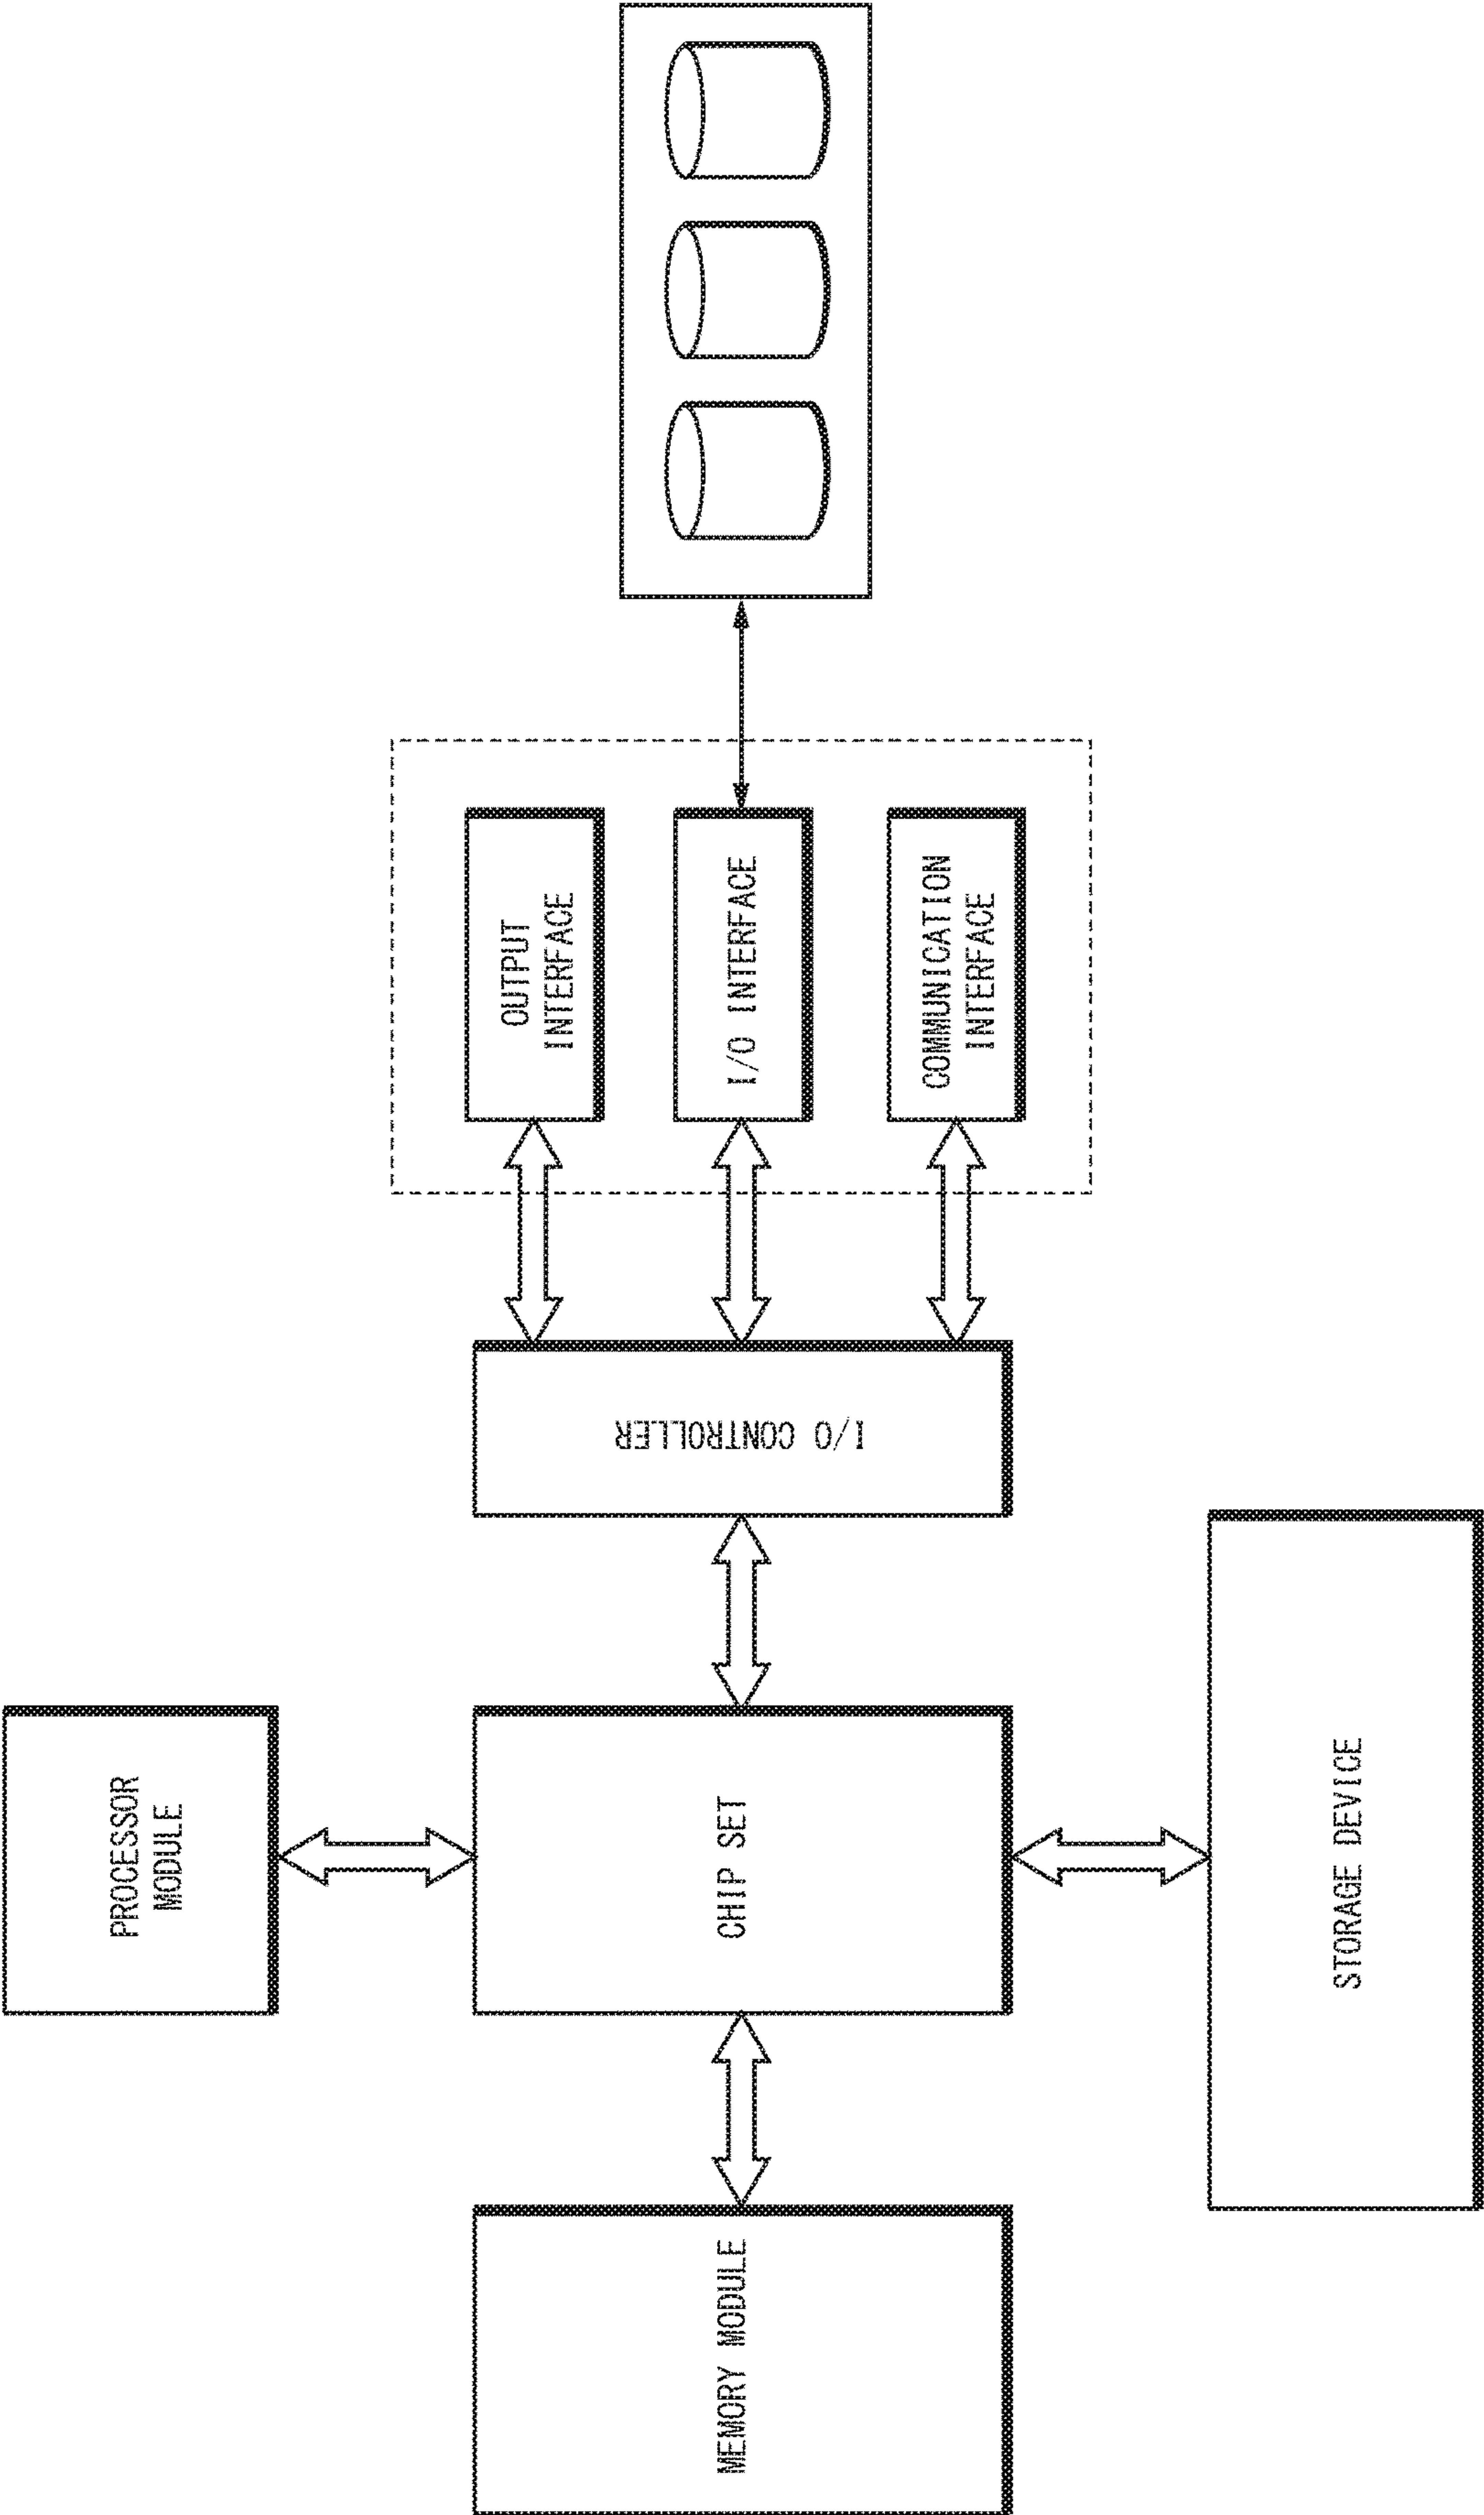 OUTPUT
INTERFACE
I/O INTERFACE
COMMUNICATION
INTERFACE
I/O CONTROLLER
PROCESSOR
MODULE
CHIP SET
STORAGE DEVICE
MEMORY MODULE